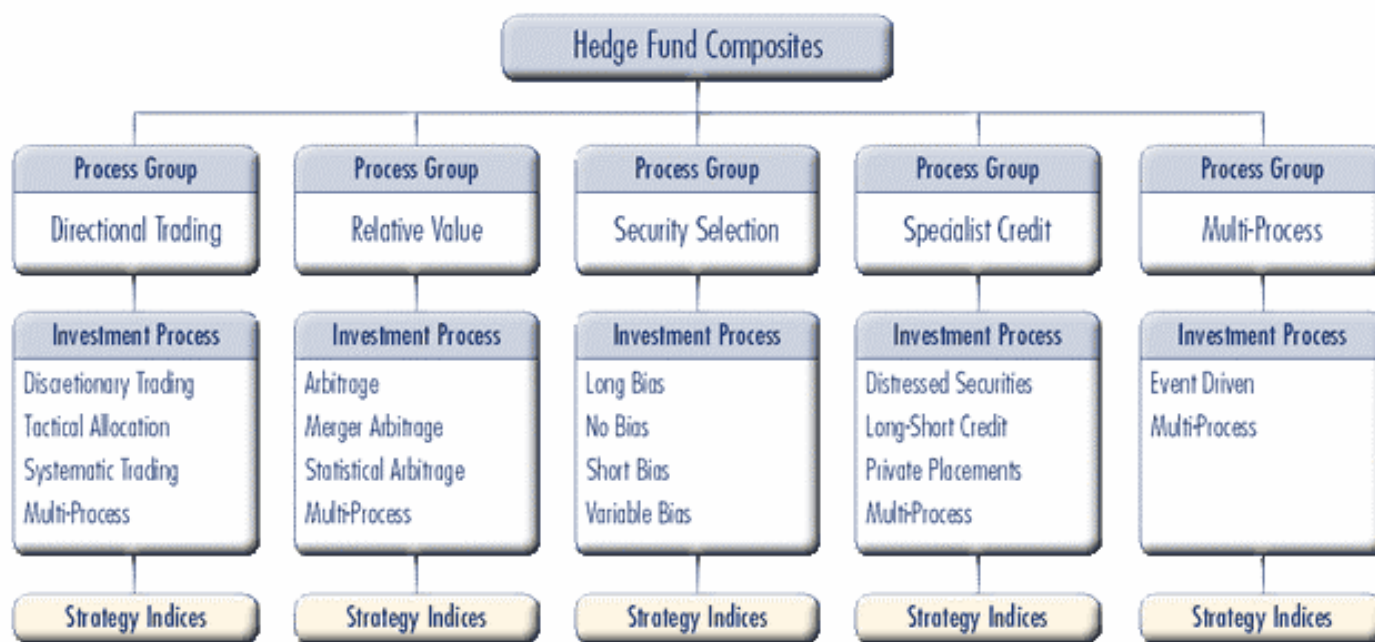 Hedge Fund Composites
Process Group
Directional Trading
Investment Process
Discretionary Trading
Tactical Allocation
Systematic Trading
Multi-Process
Strategy Indices
Process Group
Relative Value
Investment Process
Arbitrage
Merger Arbitrage
Statistical Arbitrage
Multi-Process
Strategy Indices
Process Group
Security Selection
Investment Process
Long Bias
No Bias
Short Bias
Variable Bias
Strategy Indices
Process Group
Specialist Credit
Investment Process
Distressed Securities
Long-Short Credit
Private Placements
Multi-Process
Strategy Indices
Process Group
Multi-Process
Investment Process
Event Driven
Multi-Process
Strategy Indices